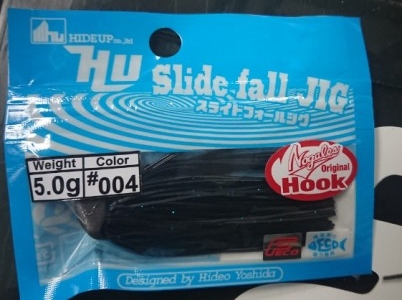 HIDEUP co.,ltd
HU Slide fall JIG
スライドフォールジグ
Weight Color
5.0g #004
Nogales
Original
Hook
FECO
Designed by Hideo Yoshida